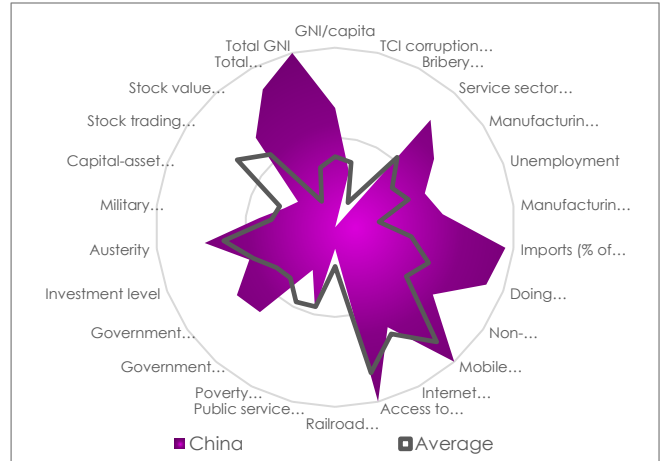 GNI/capita
Total GNI
TCI corruption…
Total…
Bribery…
Stock value…
Service sector…
Stock trading…
Manufacturin…
Capital-asset…
Unemployment
Military…
Manufacturin…
Austerity
Imports (% of…
Investment level
Doing…
Government…
Non-…
Government…
Mobile…
Poverty…
Internet…
Public service…
Access to…
Railroad…
China
Average